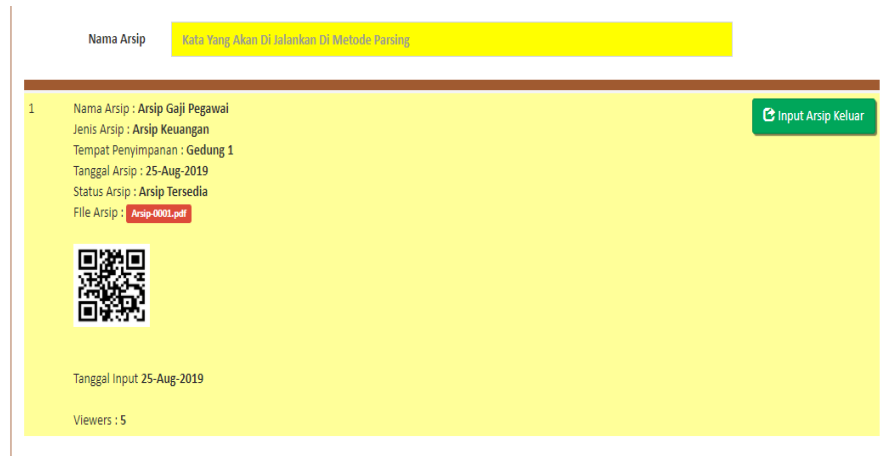 Nama Arsip
Kata Yang Akan Di Jalankan Di Metode Parsing
1
Nama Arsip : Arsip Gaji Pegawai
Input Arsip Keluar
Jenis Arsip : Arsip Keuangan
Tempat Penyimpanan : Gedung 1
Tanggal Arsip : 25-Aug-2019
Status Arsip : Arsip Tersedia
FIle Arsip : Arsip-0001.pdf
Tanggal Input 25-Aug-2019
Viewers : 5